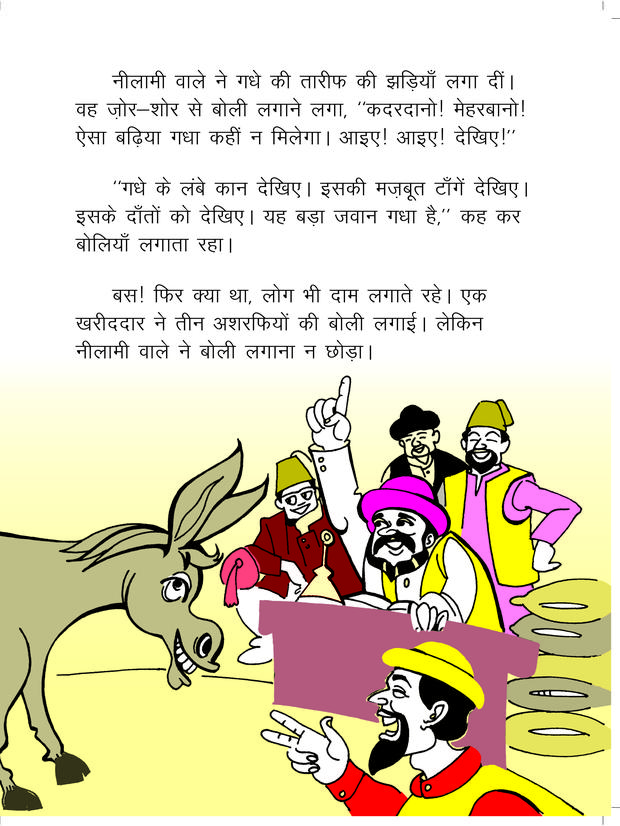 नीलामी वाले ने गधे की तारीफ की झड़ियाँ लगा दीं।
वह ज़ोर–शोर से बोली लगाने लगा, ''कदरदानो! मेहरबानो!
ऐसा बढ़िया गधा कहीं न मिलेगा। आइए! आइए! देखिए!''
''गधे के लंबे कान देखिए। इसकी मज़बूत टाँगें देखिए।
इसके दाँतों को देखिए। यह बड़ा जवान गधा है,'' कह कर
बोलियाँ लगाता रहा।
बस! फिर क्या था, लोग भी दाम लगाते रहे। एक
खरीददार ने तीन अशरफियों की बोली लगाई। लेकिन
नीलामी वाले ने बोली लगाना न छोड़ा।